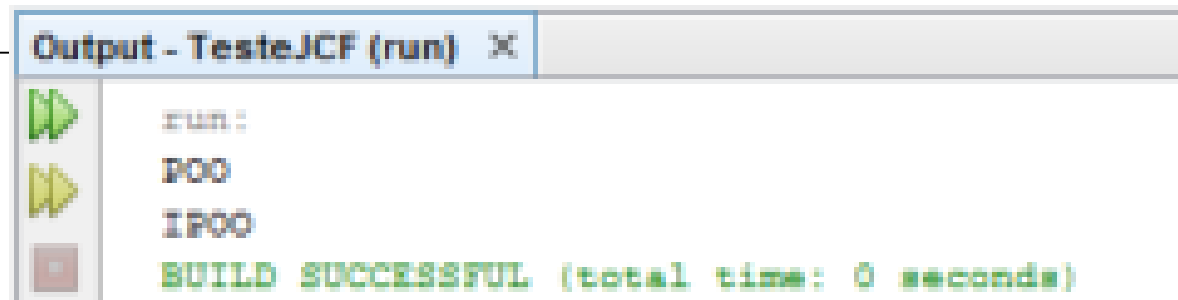 Output - TesteJCF (run)
run:
POO
IPOO
BUILD SUCCESSFUL (total time: 0 seconds)